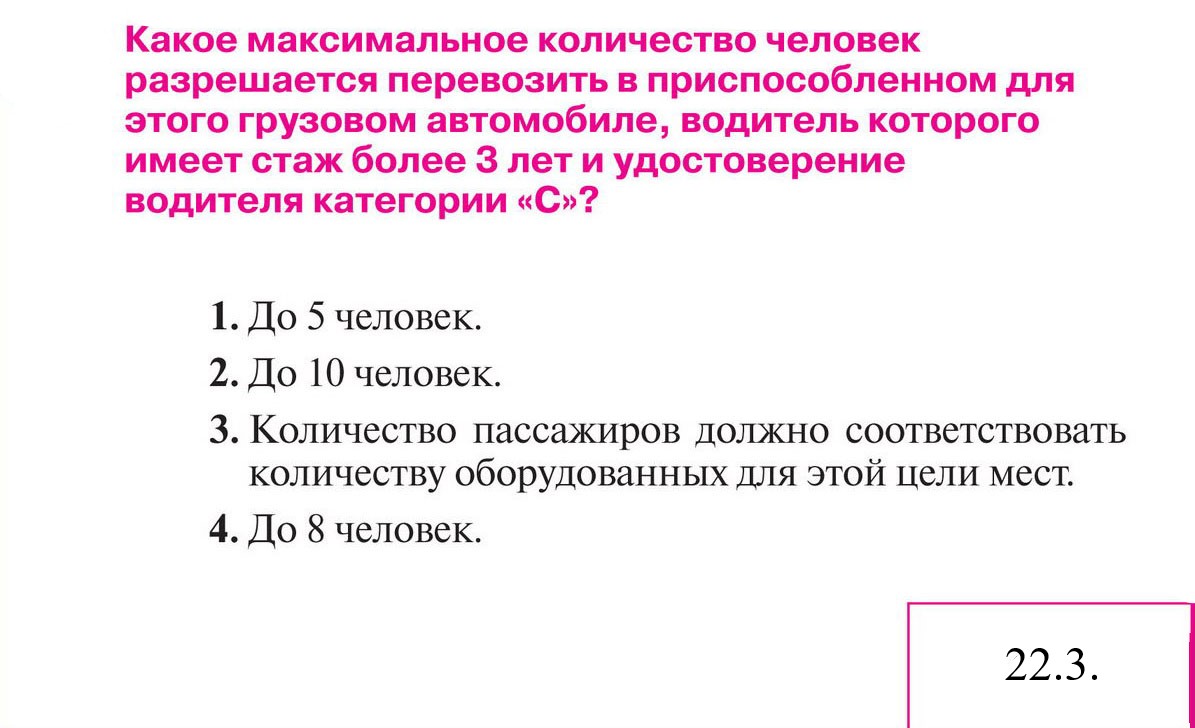 Какое максимальное количество человек
разрешается перевозить в приспособленном для
этого грузовом автомобиле, водитель которого
имеет стаж более 3 лет и удостоверение
водителя категории «С»?
1. До 5 человек.
2. До 10 человек.
3. Количество пассажиров должно соответствовать
количеству оборудованных для этой цели мест.
4. До 8 человек.
22.3.